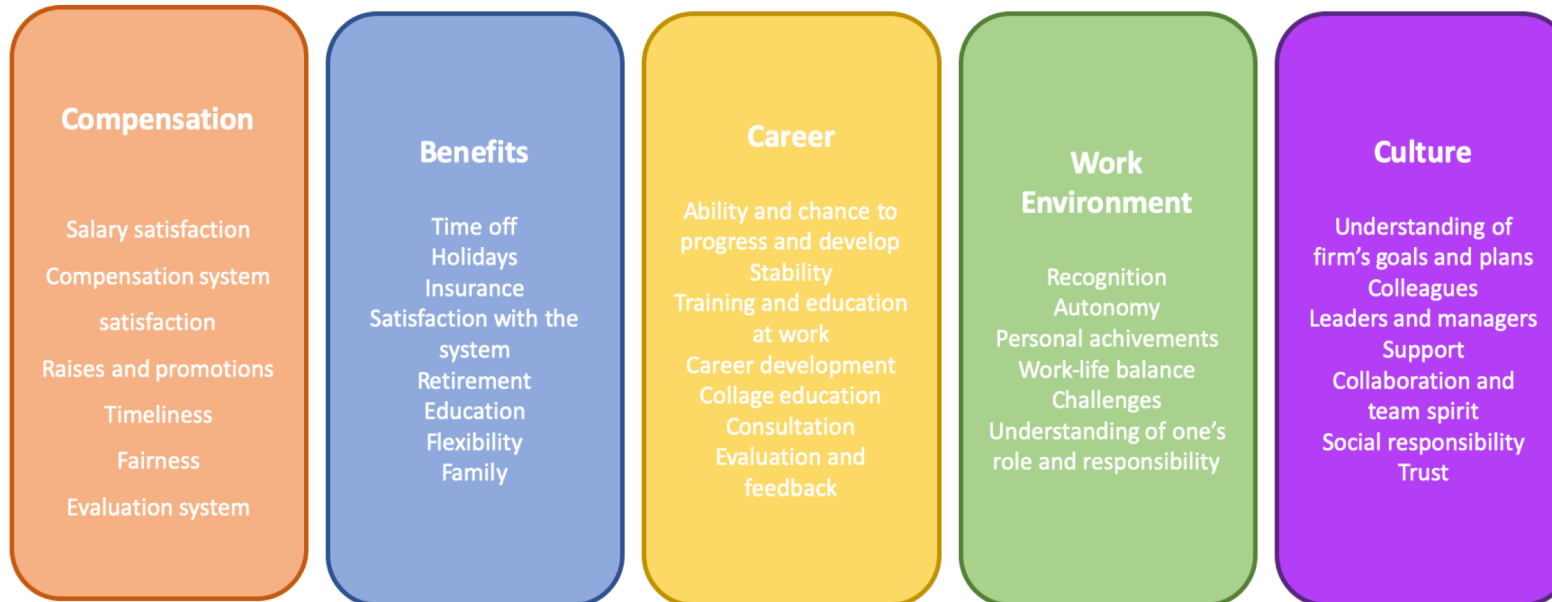 Compensation
Salary satisfaction
Compensation system
satisfaction
Raises and promotions
Timeliness
Fairness
Evaluation system
Benefits
Time off
Holidays
Insurance
Satisfaction with the
system
Retirement
Education
Flexibility
Family
Career
Ability and chance to
progress and develop
Stability
Training and education
at work
Career development
Collage education
Consultation
Evaluation and
feedback
Work
Environment
Recognition
Autonomy
Personal achivements
Work-life balance
Challenges
Understanding of one’s
role and responsibility
Culture
Understanding of
firm’s goals and plans
Colleagues
Leaders and managers
Support
Collaboration and
team spirit
Social responsibility
Trust